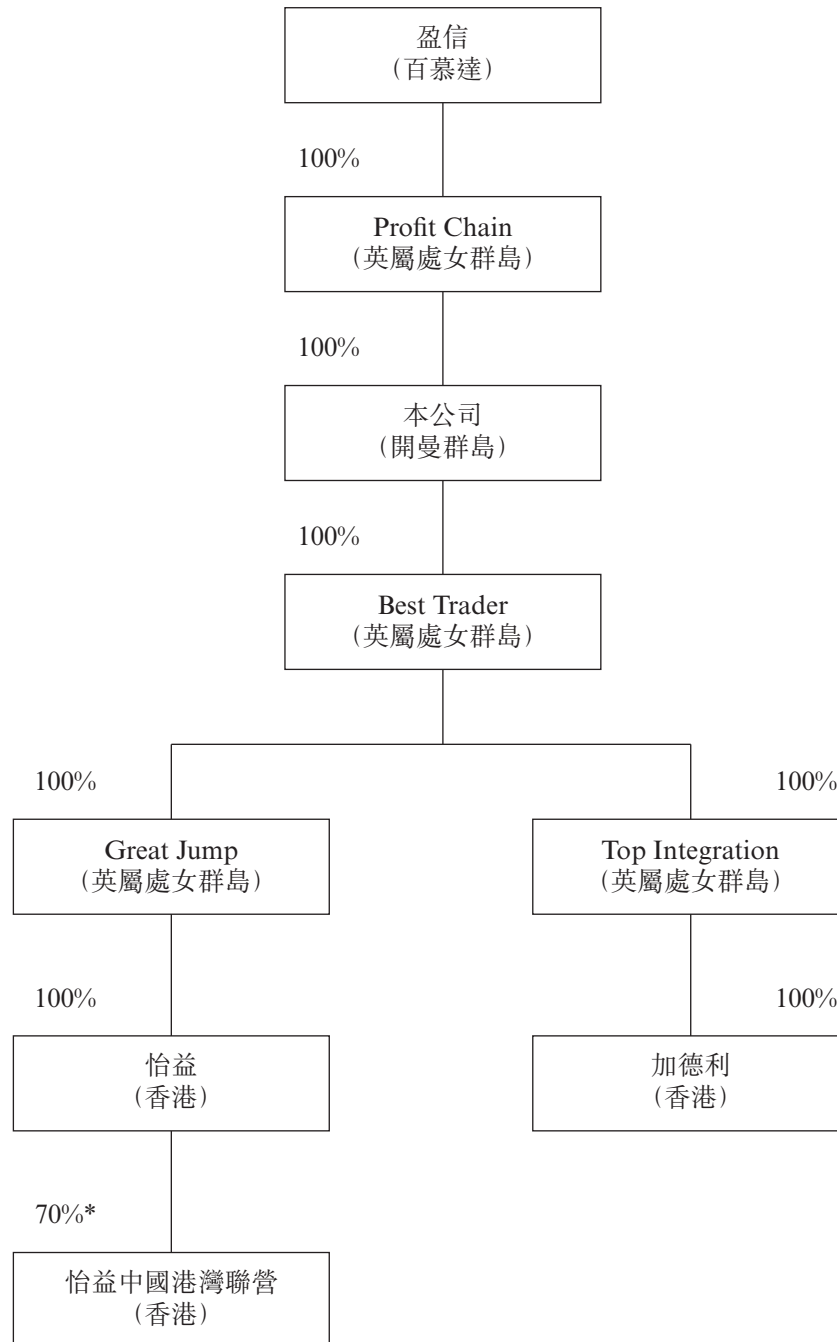 盈信
(百慕達)
100%
Profit Chain
(英屬處女群島)
100%
本公司
(開曼群島)
100%
Best Trader
(英屬處女群島)
100%
100%
Great Jump
(英屬處女群島)
Top Integration
(英屬處女群島)
100%
100%
怡益
(香港)
加德利
(香港)
70%*
怡益中國港灣聯營
(香港)